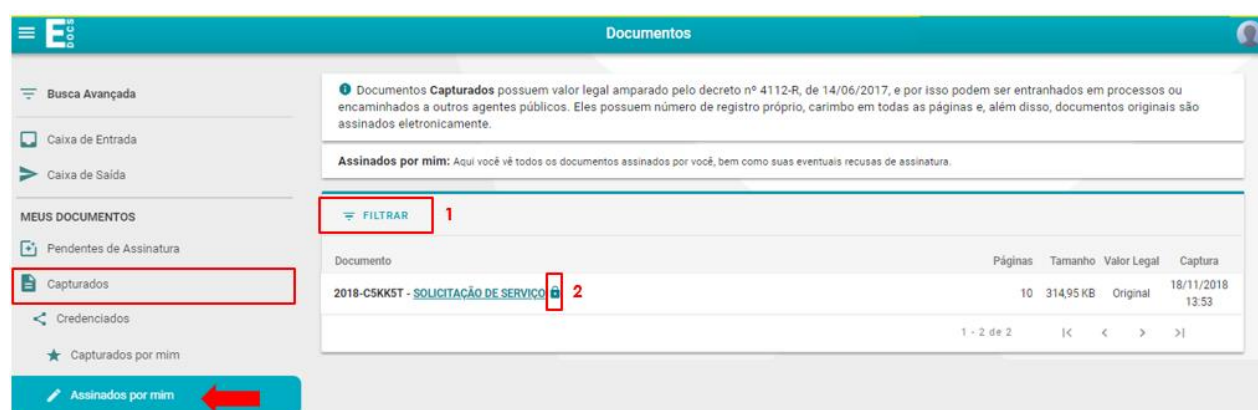 E DOCS
Documentos
Busca Avançada
Caixa de Entrada
Caixa de Saída
MEUS DOCUMENTOS
Pendentes de Assinatura
Capturados
Credenciados
Capturados por mim
Assinados por mim
Documentos Capturados possuem valor legal amparado pelo decreto nº 4112-R, de 14/06/2017, e por isso podem ser entranhados em processos ou
encaminhados a outros agentes públicos. Eles possuem número de registro próprio, carimbo em todas as páginas e, além disso, documentos originais são
assinados eletronicamente.
Assinados por mim: Aqui você vê todos os documentos assinados por você, bem como suas eventuais recusas de assinatura.
FILTRAR 1
Documento Páginas Tamanho Valor Legal Captura
2018-C5KK5T - SOLICITAÇÃO DE SERVIÇO 2 10 314,95 KB Original 18/11/2018
13:53
1 - 2 de 2